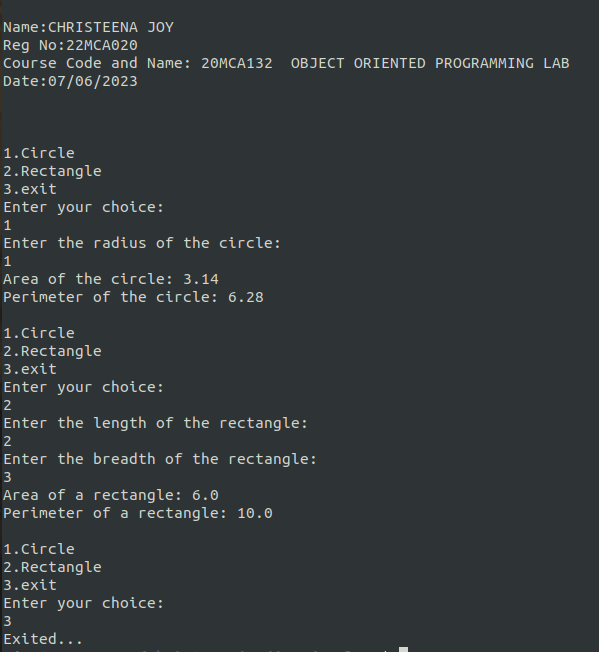 Name:CHRISTEENA JOY
Reg No:22MCA020
Course Code and Name: 20MCA132  OBJECT ORIENTED PROGRAMMING LAB
Date:07/06/2023
1.Circle
2.Rectangle
3.exit
Enter your choice:
1
Enter the radius of the circle:
1
Area of the circle: 3.14
Perimeter of the circle: 6.28
1.Circle
2.Rectangle
3.exit
Enter your choice:
2
Enter the length of the rectangle:
2
Enter the breadth of the rectangle:
3
Area of a rectangle: 6.0
Perimeter of a rectangle: 10.0
1.Circle
2.Rectangle
3.exit
Enter your choice:
3
Exited...